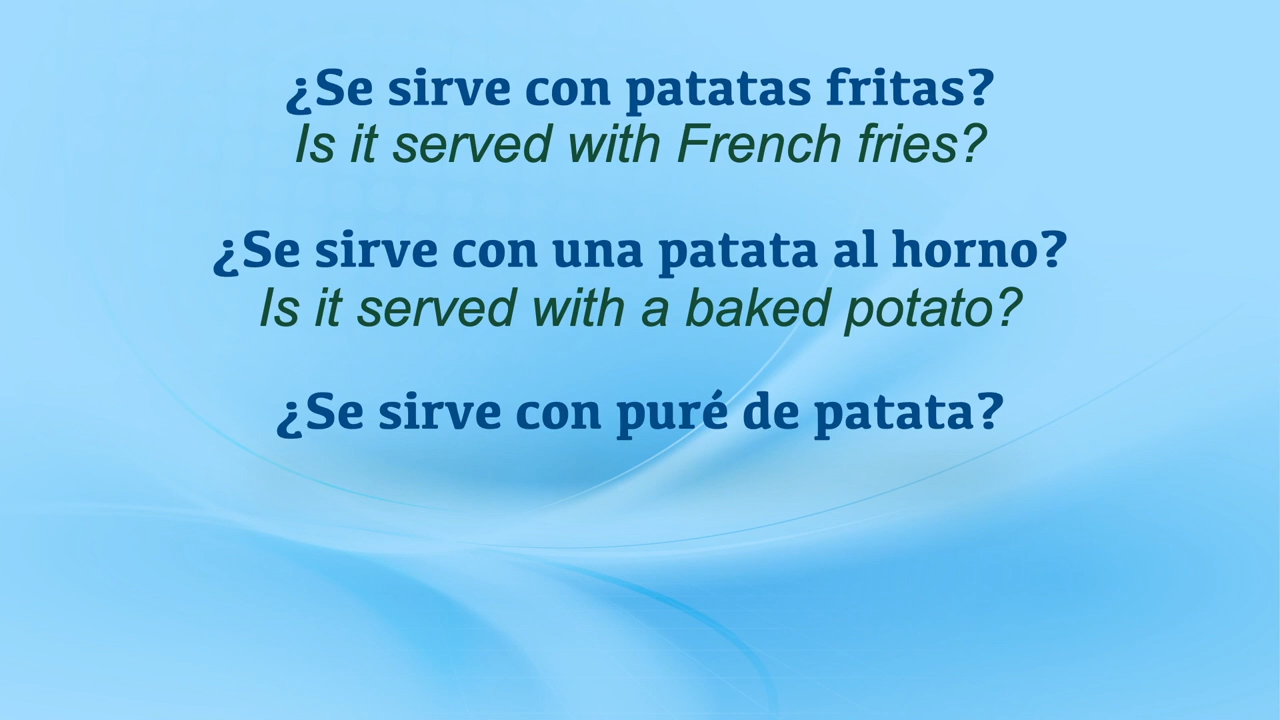 ¿Se sirve con patatas fritas?
Is it served with French fries?
¿Se sirve con una patata al horno?
Is it served with a baked potato?
¿Se sirve con puré de patata?